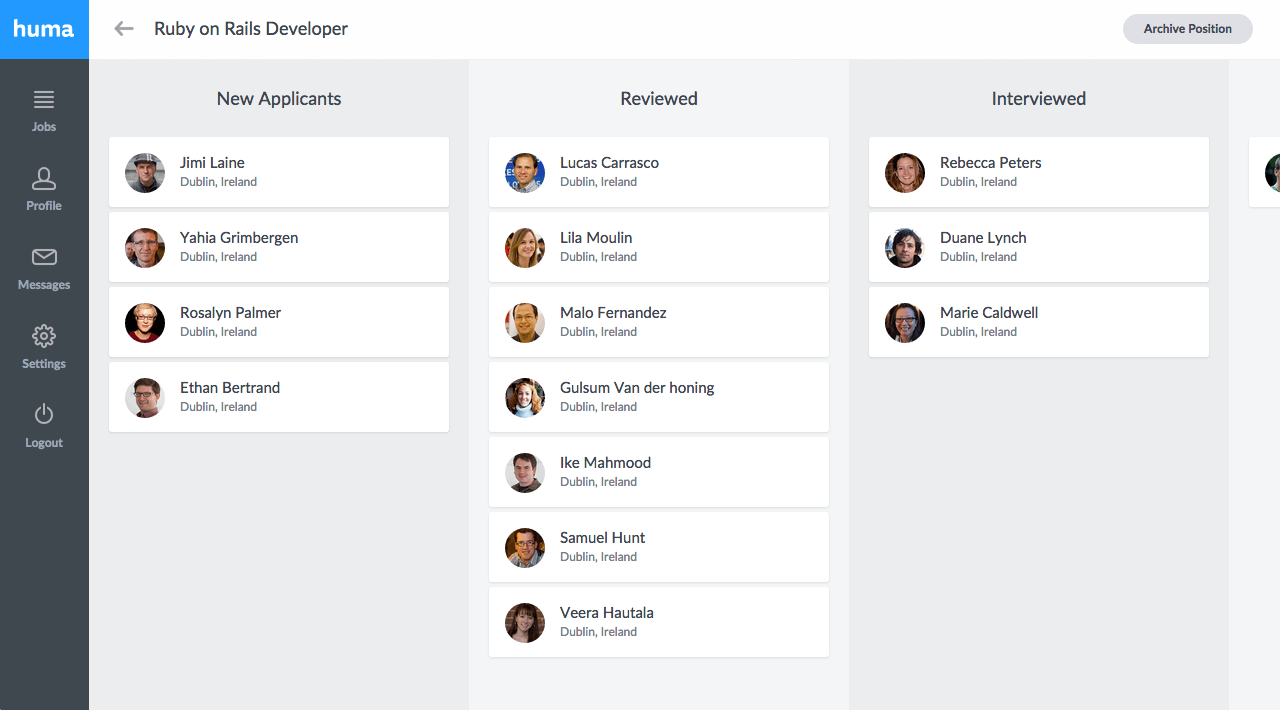 huma
Ruby on Rails Developer
Archive Position
Jobs
Profile
Messages
Settings
Logout
New Applicants
Jimi Laine
Dublin, Ireland
Yahia Grimbergen
Dublin, Ireland
Rosalyn Palmer
Dublin, Ireland
Ethan Bertrand
Dublin, Ireland
Reviewed
Lucas Carrasco
Dublin, Ireland
Lila Moulin
Dublin, Ireland
Malo Fernandez
Dublin, Ireland
Gulsum Van der honing
Dublin, Ireland
Ike Mahmood
Dublin, Ireland
Samuel Hunt
Dublin, Ireland
Veera Hautala
Dublin, Ireland
Interviewed
Rebecca Peters
Dublin, Ireland
Duane Lynch
Dublin, Ireland
Marie Caldwell
Dublin, Ireland